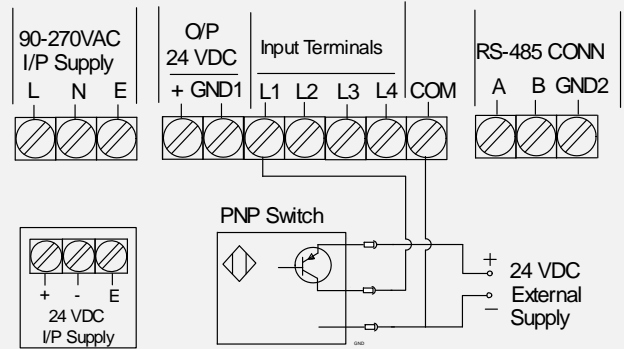 90-270VAC
I/P Supply
L N E
O/P
24 VDC
+ GND1
Input Terminals
L1 L2 L3 L4 COM
RS-485 CONN
A B GND2
PNP Switch
GND
+
24 VDC
External
Supply
–
+ - E
24 VDC
I/P Supply